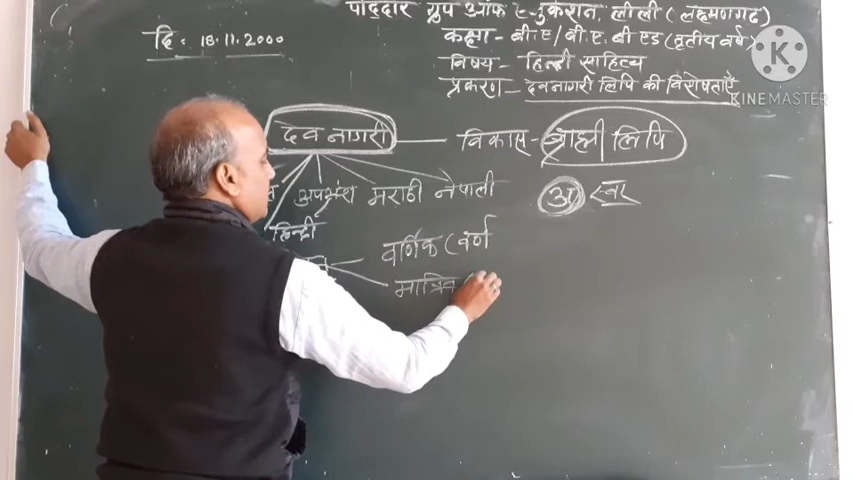 पोद्दार ग्रुप ऑफ ए-ुकेशन, लीली (लक्ष्मणगढ़)
दि. 18.11.2000
कक्षा- बी.ए/बी.ए.बी एड (तृतीय वर्ष)
विषय- हिन्दी साहित्य
प्रकरण- देवनागरी लिपि की विशेषताएँ
K
KINEMASTER
देवनागरी — विकास- ब्राह्मी लिपि
अपभ्रंश मराठी नेपाली अ स्वर
हिन्दी
वर्णिक (वर्ण
मात्रिक